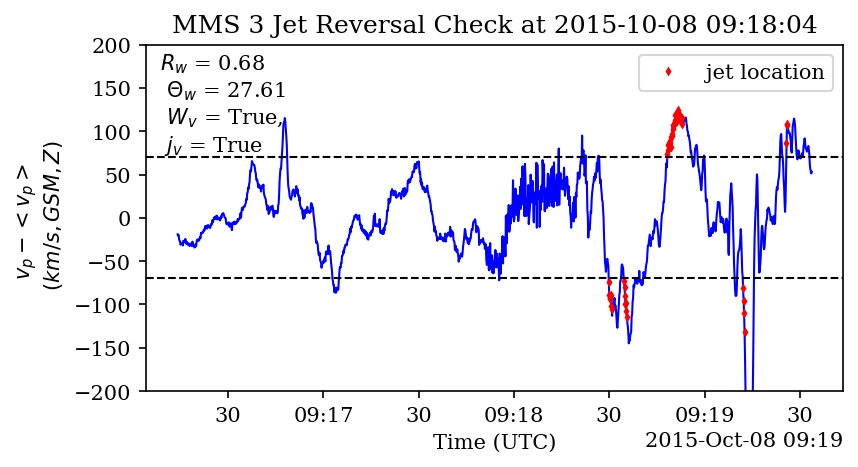 MMS 3 Jet Reversal Check at 2015-10-08 09:18:04
R_w = 0.68
Θ_w = 27.61
W_v = True,
j_v = True
jet location
v_p − < v_p >
(km/s, GSM, Z)
200
150
100
50
0
−50
−100
−150
−200
30 09:17 30 09:18 30 09:19 30
Time (UTC)
2015-Oct-08 09:19